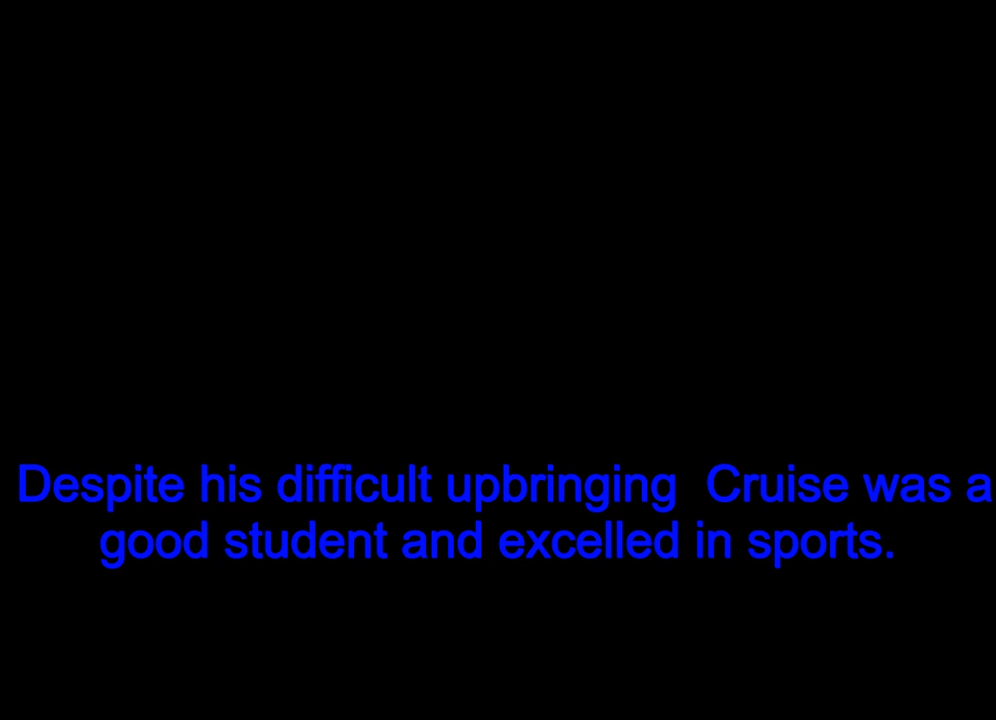 Despite his difficult upbringing  Cruise was a
good student and excelled in sports.